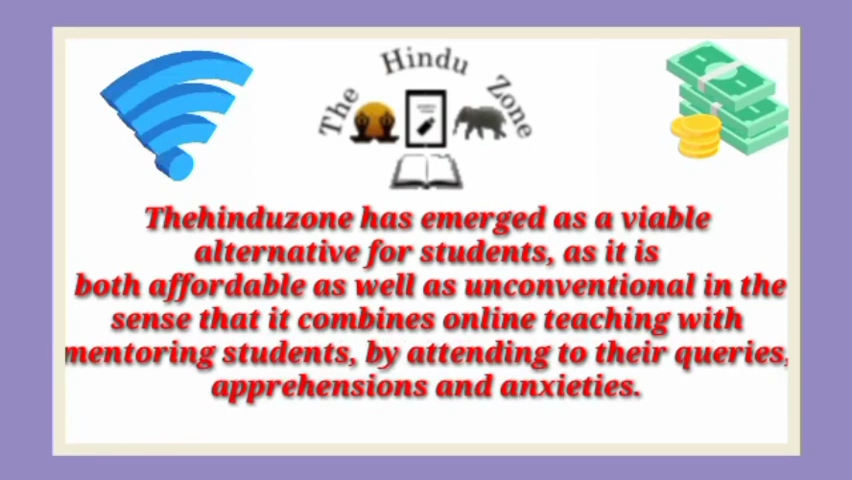 The Hindu Zone
Thehinduzone has emerged as a viable
alternative for students, as it is
both affordable as well as unconventional in the
sense that it combines online teaching with
mentoring students, by attending to their queries,
apprehensions and anxieties.